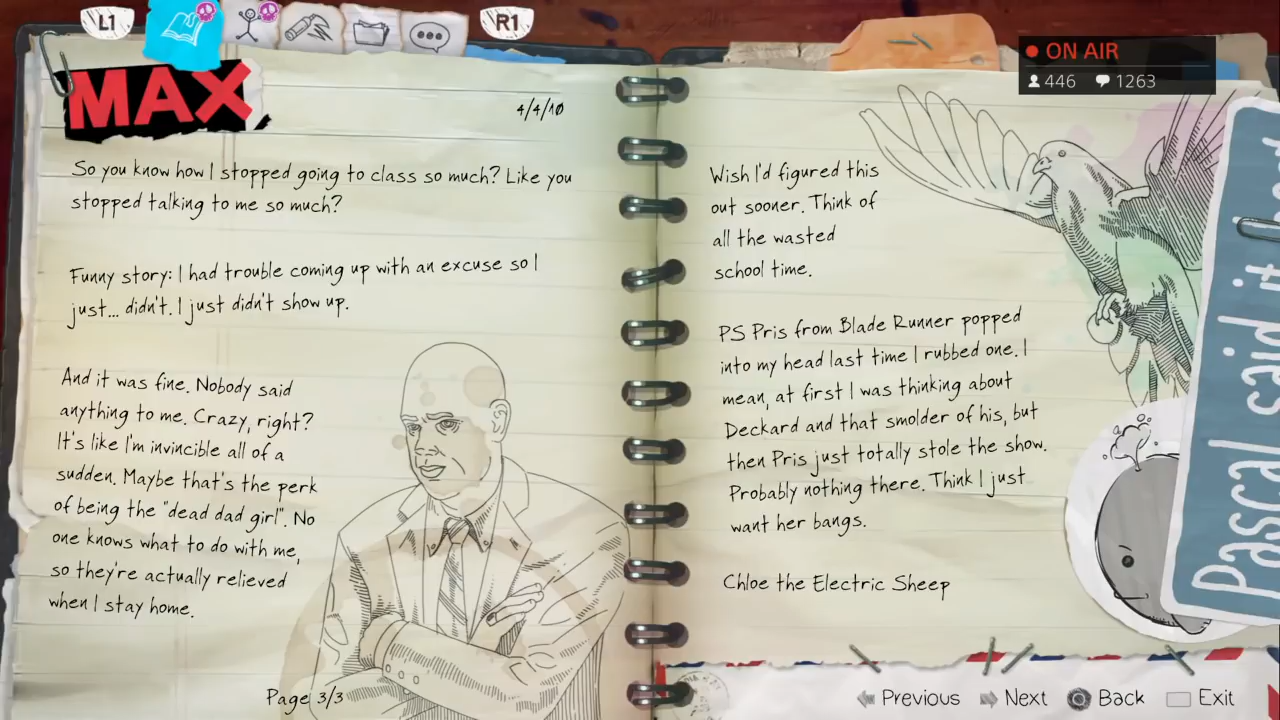 L1
R1
ON AIR
446 1263
MAX
4/4/10
So you know how I stopped going to class so much? Like you
stopped talking to me so much?
Funny story: I had trouble coming up with an excuse so I
just... didn't. I just didn't show up.
And it was fine. Nobody said
anything to me. Crazy, right?
It's like I'm invincible all of a
sudden. Maybe that's the perk
of being the "dead dad girl". No
one knows what to do with me,
so they're actually relieved
when I stay home.
Page 3/3
Wish I'd figured this
out sooner. Think of
all the wasted
school time.
PS Pris from Blade Runner popped
into my head last time I rubbed one. I
mean, at first I was thinking about
Deckard and that smolder of his, but
then Pris just totally stole the show.
Probably nothing there. Think I just
want her bangs.
Chloe the Electric Sheep
Pascal said it
Previous Next Back Exit